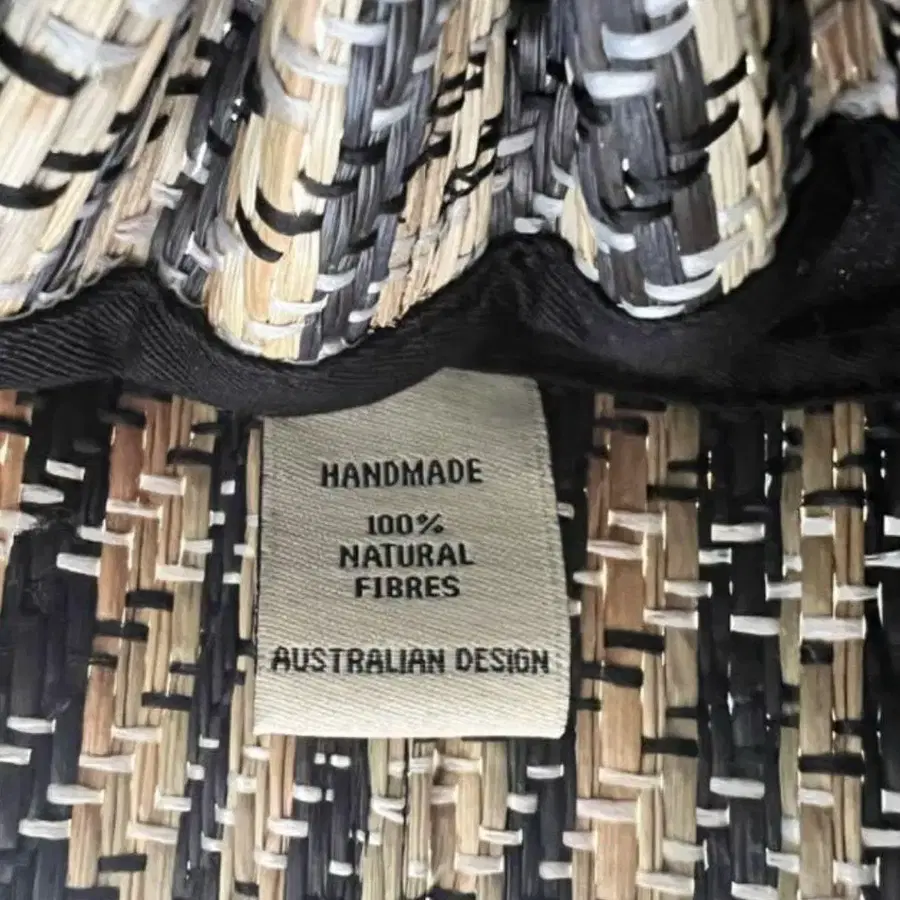 HANDMADE
100%
NATURAL
FIBRES
AUSTRALIAN DESIGN